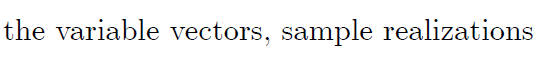 the variable vectors, sample realizations